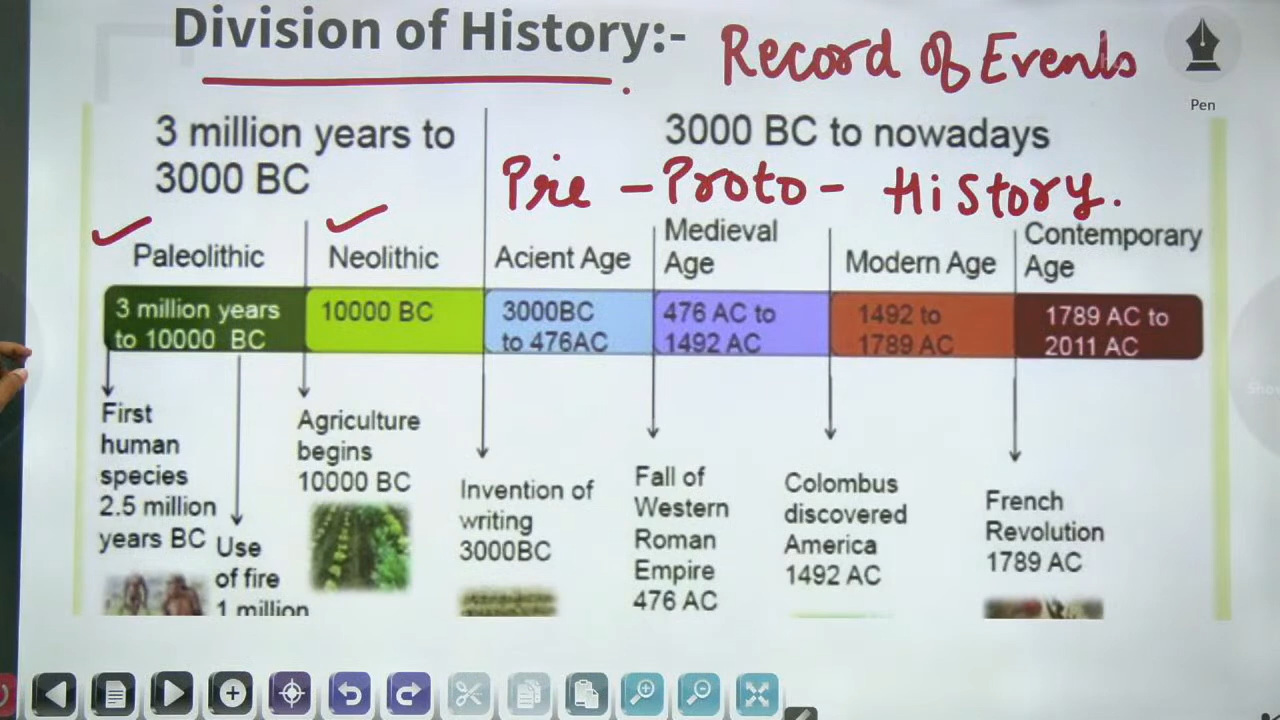 Division of History:-
Record of Events
Pen
3 million years to
3000 BC
3000 BC to nowadays
Pre - Proto - History.
Paleolithic
Neolithic
Acient Age
Medieval
Age
Modern Age
Contemporary
Age
3 million years
to 10000 BC
10000 BC
3000BC
to 476AC
476 AC to
1492 AC
1492 to
1789 AC
1789 AC to
2011 AC
First
human
species
2.5 million
years BC
Use
of fire
1 million
Agriculture
begins
10000 BC
Invention of
writing
3000BC
Fall of
Western
Roman
Empire
476 AC
Colombus
discovered
America
1492 AC
French
Revolution
1789 AC